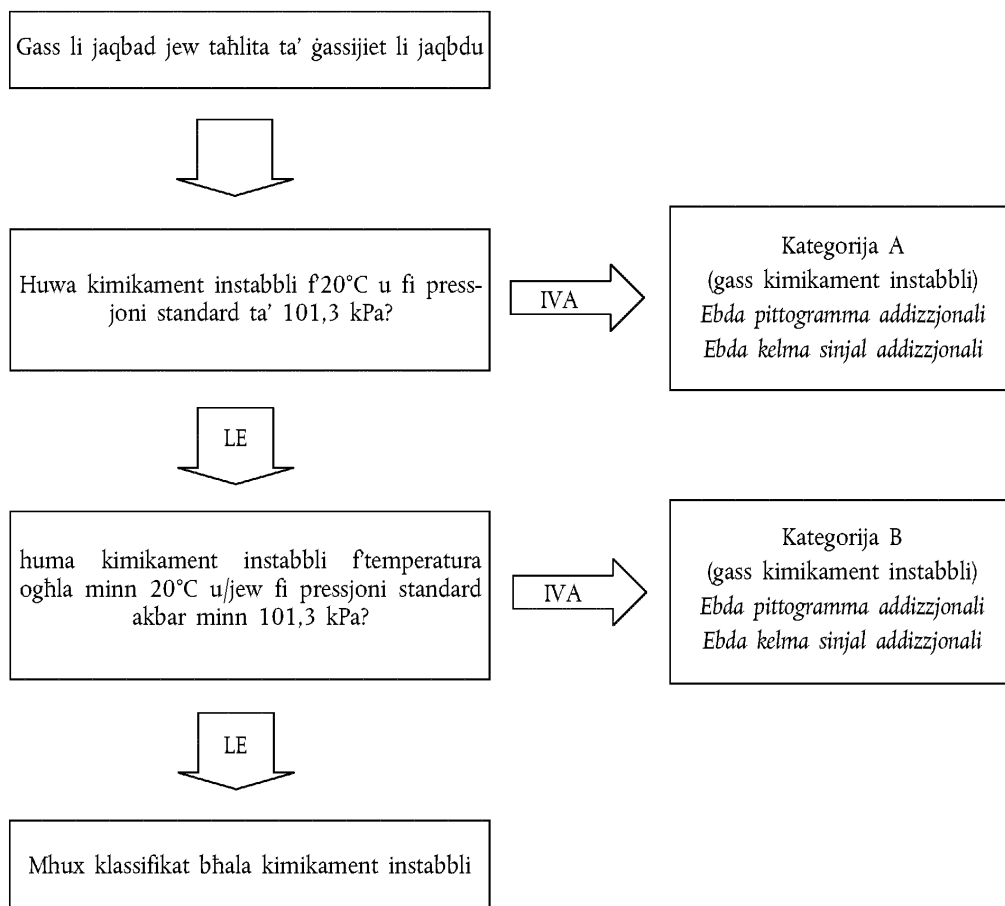 Gass li jaqbad jew taħlita ta' ġassijiet li jaqbdu
Huwa kimikament instabbli f'20°C u fi press-
joni standard ta' 101,3 kPa?
IVA
Kategorija A
(gass kimikament instabbli)
Ebda pittogramma addizzjonali
Ebda kelma sinjal addizzjonali
LE
huma kimikament instabbli f'temperatura
ogħla minn 20°C u/jew fi pressjoni standard
akbar minn 101,3 kPa?
IVA
Kategorija B
(gass kimikament instabbli)
Ebda pittogramma addizzjonali
Ebda kelma sinjal addizzjonali
LE
Mhux klassifikat bħala kimikament instabbli